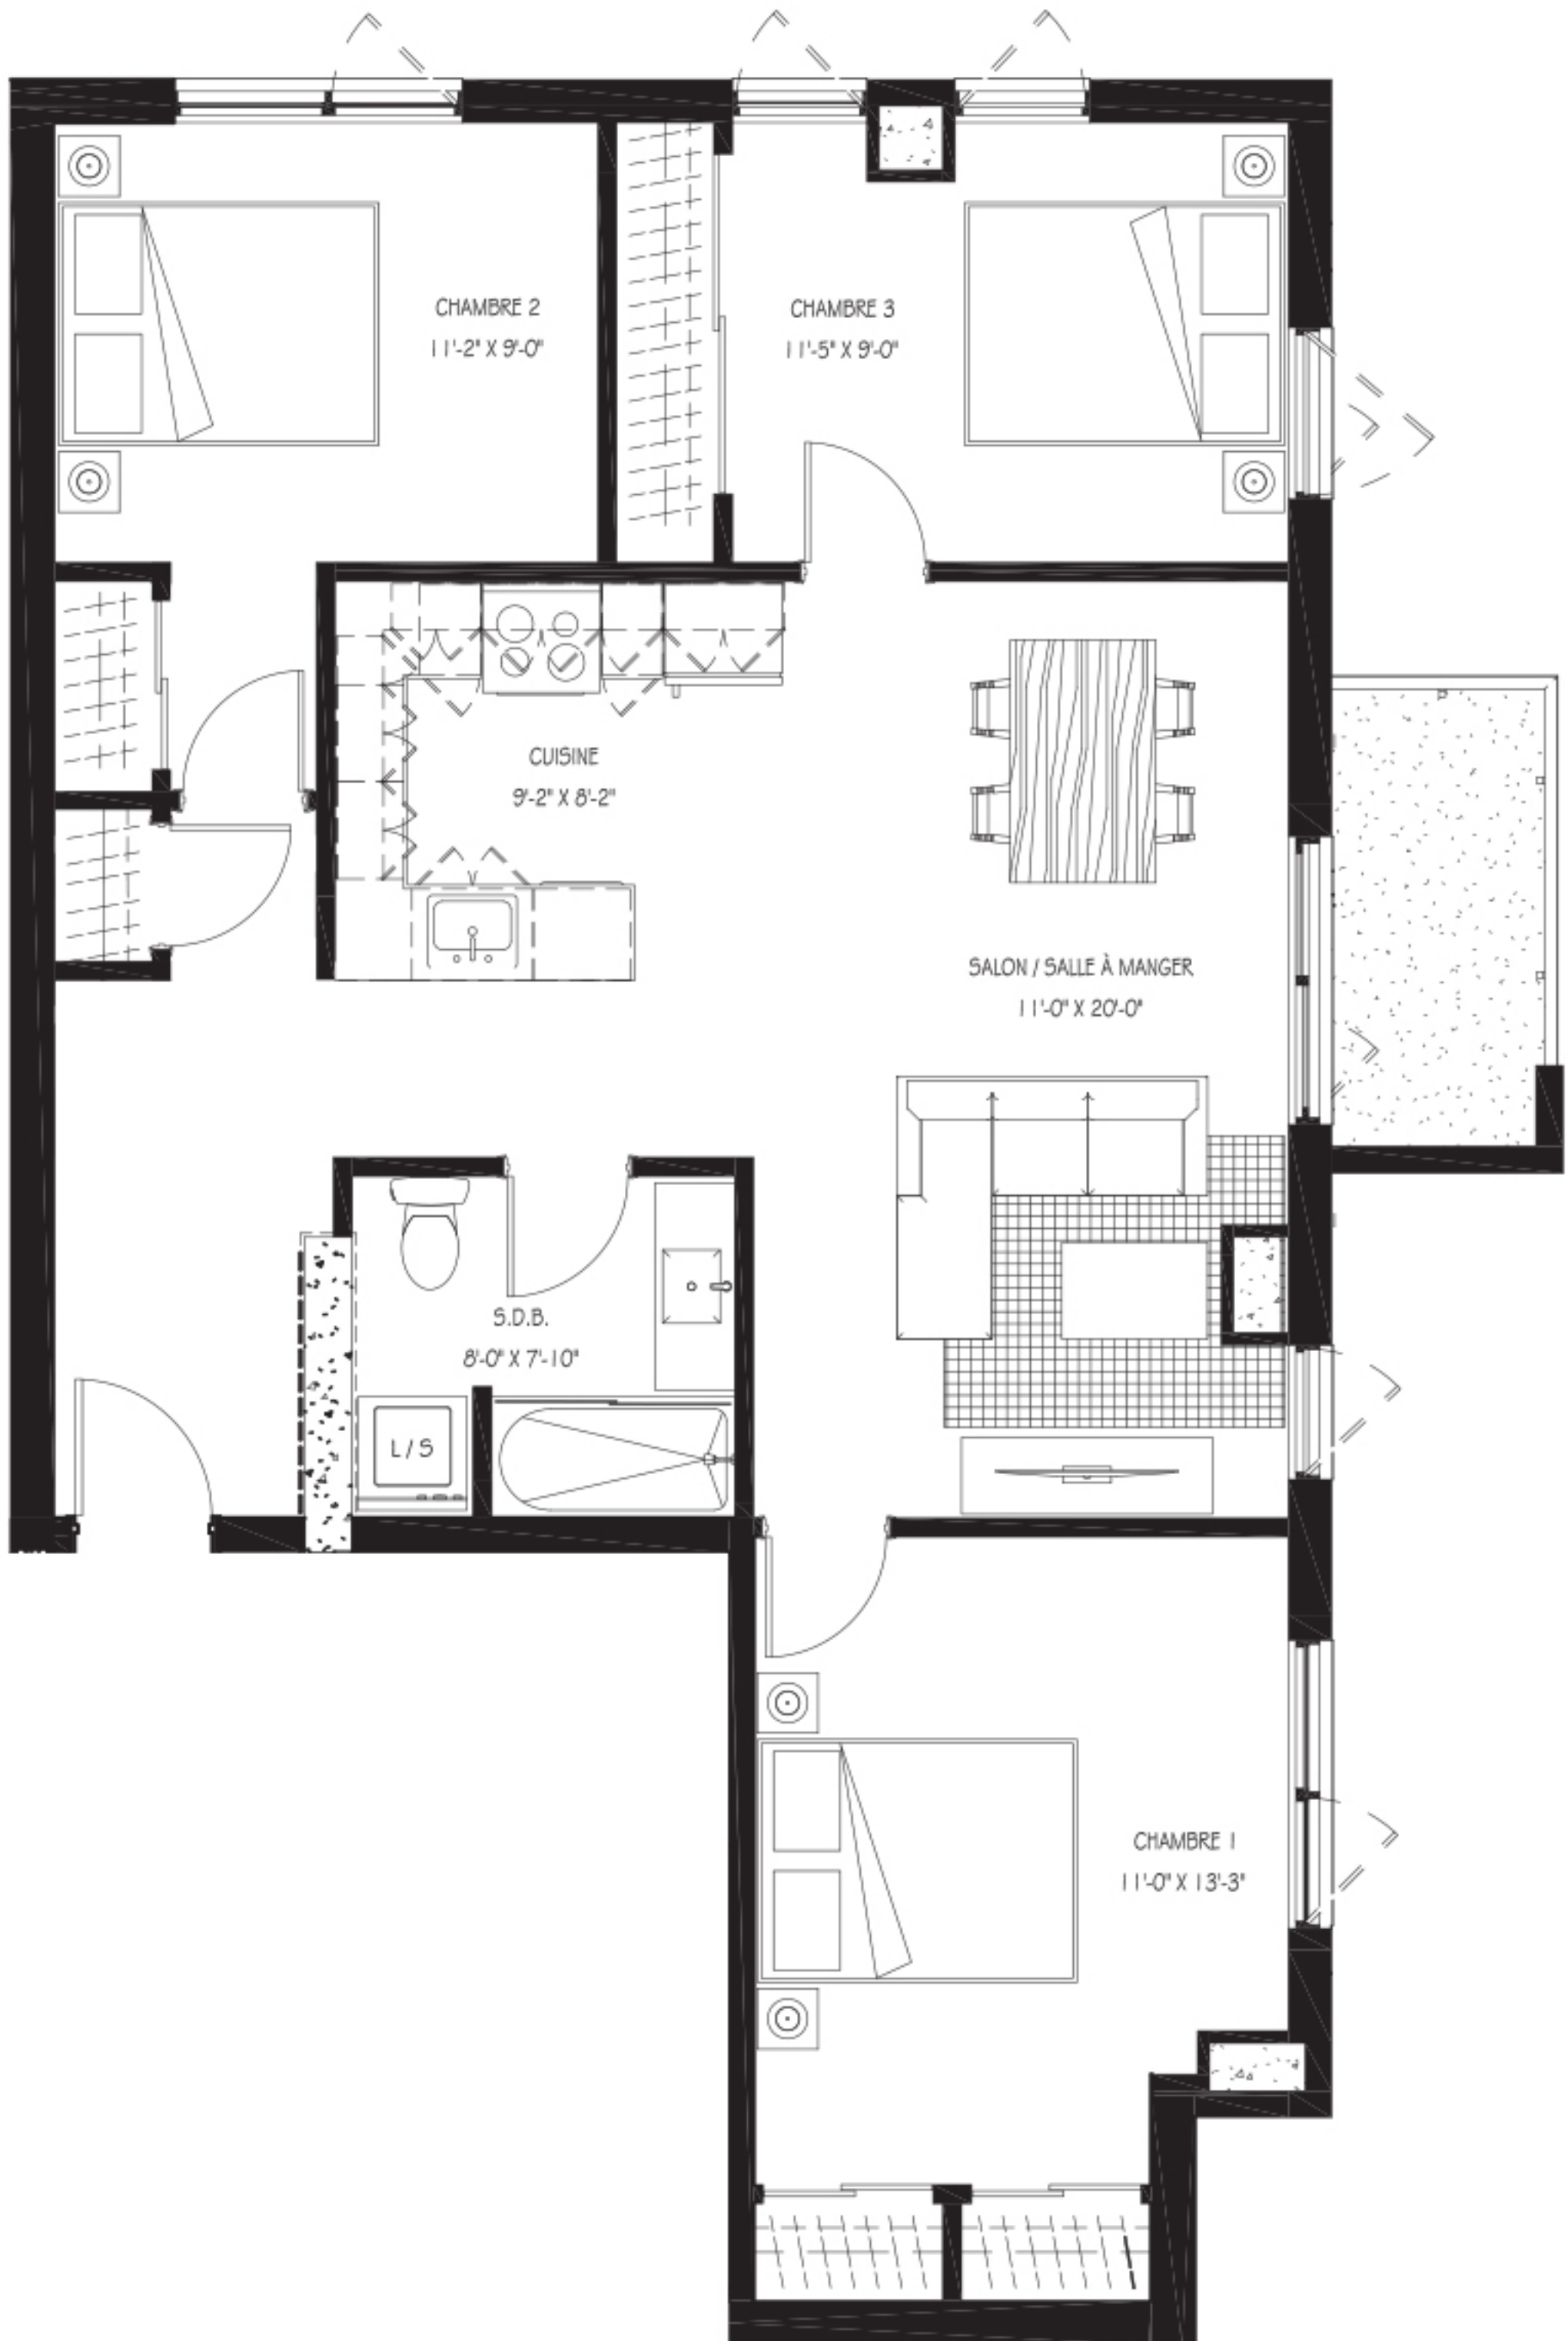 CHAMBRE 2
11'-2" X 9'-0"
CHAMBRE 3
11'-5" X 9'-0"
CUISINE
9'-2" X 8'-2"
SALON / SALLE À MANGER
11'-0" X 20'-0"
S.D.B.
8'-0" X 7'-10"
L / S
CHAMBRE 1
11'-0" X 13'-3"